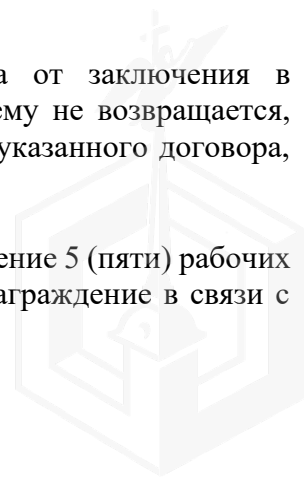 а от заключения в
ему не возвращается,
указанного договора,
ение 5 (пяти) рабочих
аграждение в связи с